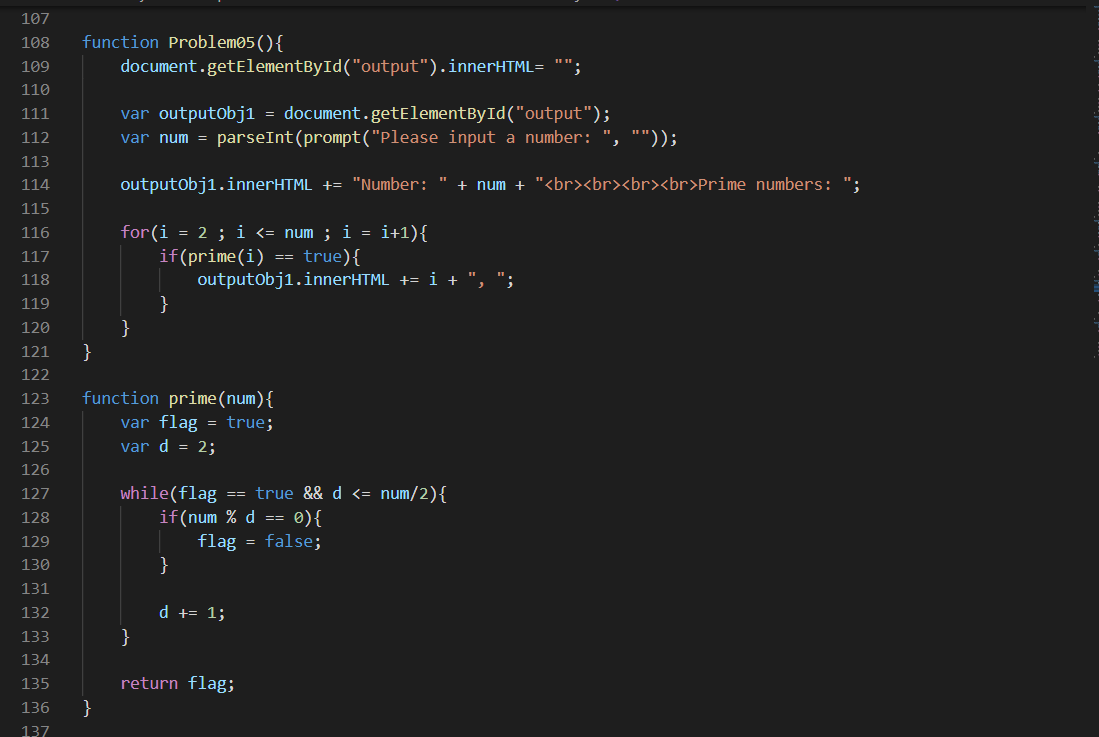 107
108 function Problem05(){
109 document.getElementById("output").innerHTML= "";
110
111 var outputObj1 = document.getElementById("output");
112 var num = parseInt(prompt("Please input a number: ", ""));
113
114 outputObj1.innerHTML += "Number: " + num + "<br><br><br><br>Prime numbers: ";
115
116 for(i = 2 ; i <= num ; i = i+1){
117 if(prime(i) == true){
118 outputObj1.innerHTML += i + ", ";
119 }
120 }
121 }
122
123 function prime(num){
124 var flag = true;
125 var d = 2;
126
127 while(flag == true && d <= num/2){
128 if(num % d == 0){
129 flag = false;
130 }
131
132 d += 1;
133 }
134
135 return flag;
136 }
137